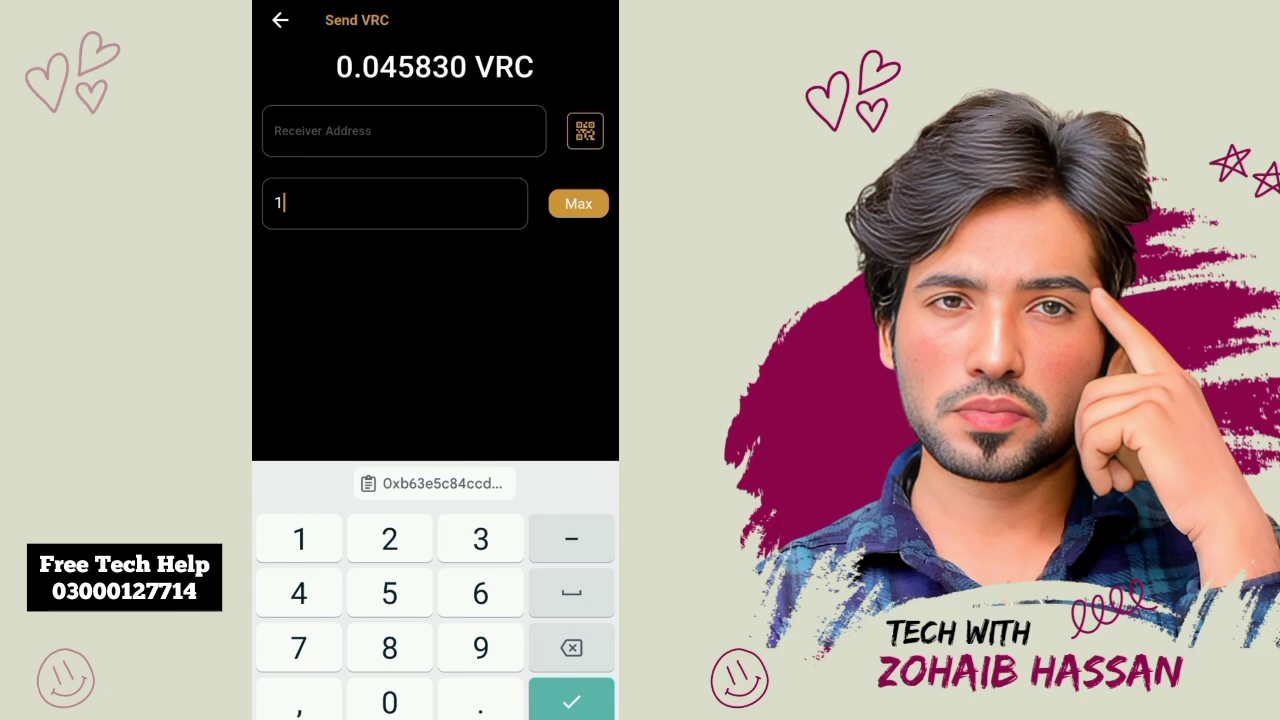 Send VRC
0.045830 VRC
Receiver Address
1
Max
0xb63e5c84ccd...
1 2 3 –
4 5 6
7 8 9
, 0 .
Free Tech Help
03000127714
TECH WITH
ZOHAIB HASSAN